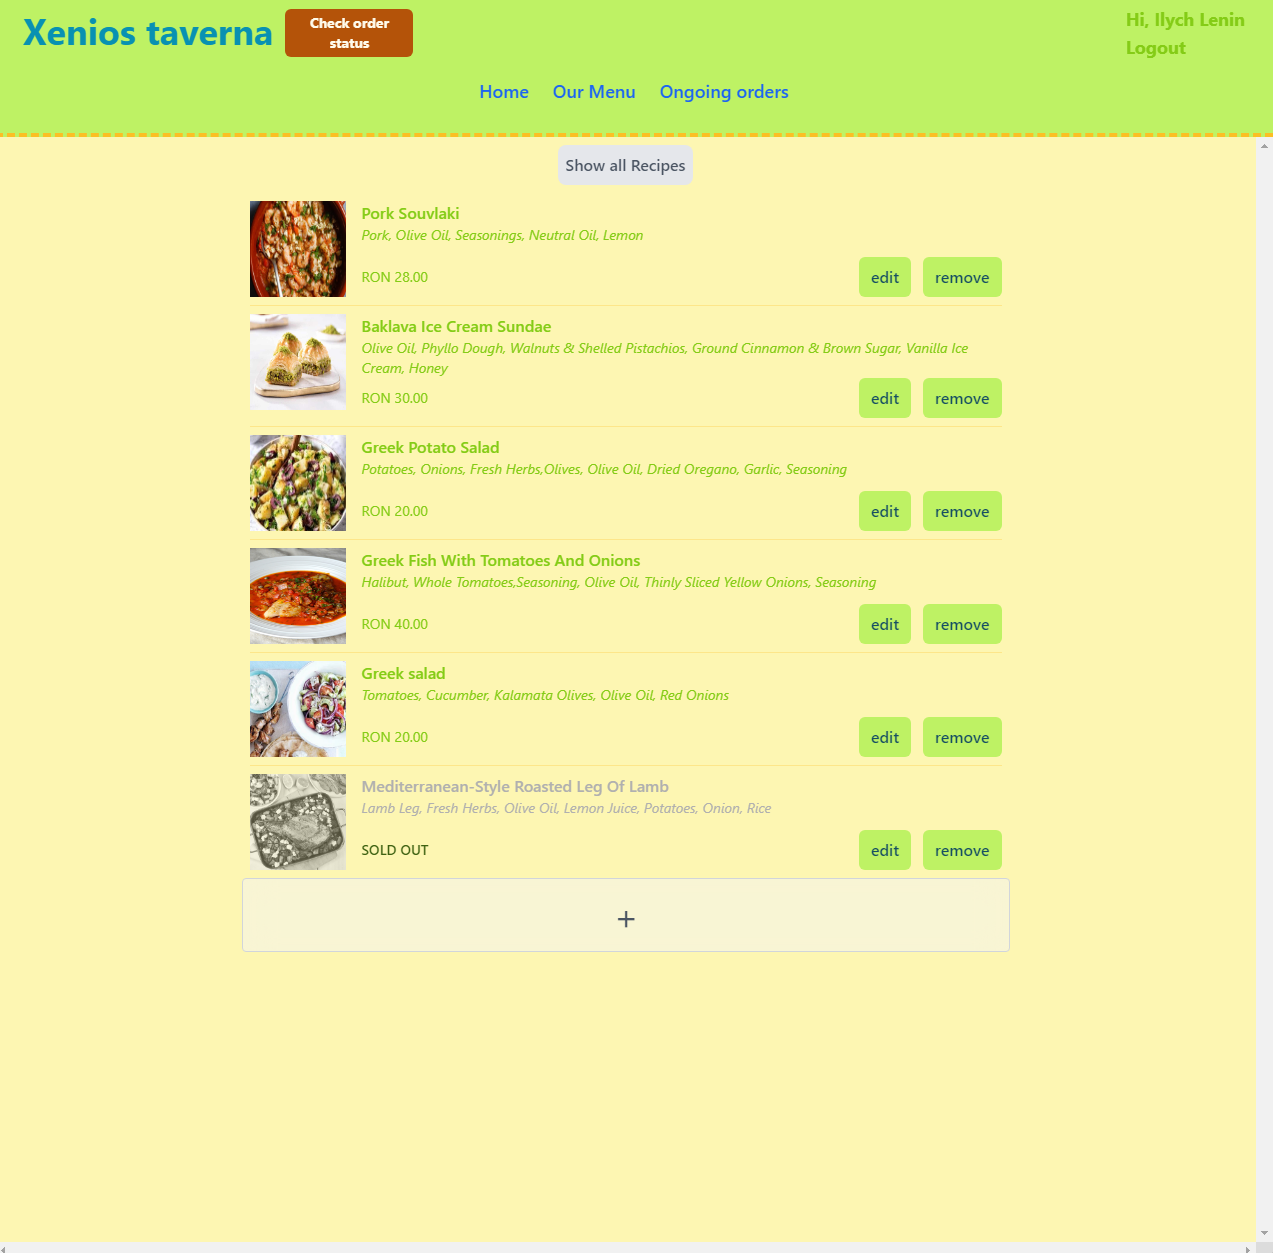 Xenios taverna
Check order
status
Hi, Ilych Lenin
Logout
Home Our Menu Ongoing orders
Show all Recipes
Pork Souvlaki
Pork, Olive Oil, Seasonings, Neutral Oil, Lemon
RON 28.00 edit remove
Baklava Ice Cream Sundae
Olive Oil, Phyllo Dough, Walnuts & Shelled Pistachios, Ground Cinnamon & Brown Sugar, Vanilla Ice
Cream, Honey
RON 30.00 edit remove
Greek Potato Salad
Potatoes, Onions, Fresh Herbs,Olives, Olive Oil, Dried Oregano, Garlic, Seasoning
RON 20.00 edit remove
Greek Fish With Tomatoes And Onions
Halibut, Whole Tomatoes,Seasoning, Olive Oil, Thinly Sliced Yellow Onions, Seasoning
RON 40.00 edit remove
Greek salad
Tomatoes, Cucumber, Kalamata Olives, Olive Oil, Red Onions
RON 20.00 edit remove
Mediterranean-Style Roasted Leg Of Lamb
Lamb Leg, Fresh Herbs, Olive Oil, Lemon Juice, Potatoes, Onion, Rice
SOLD OUT edit remove
+